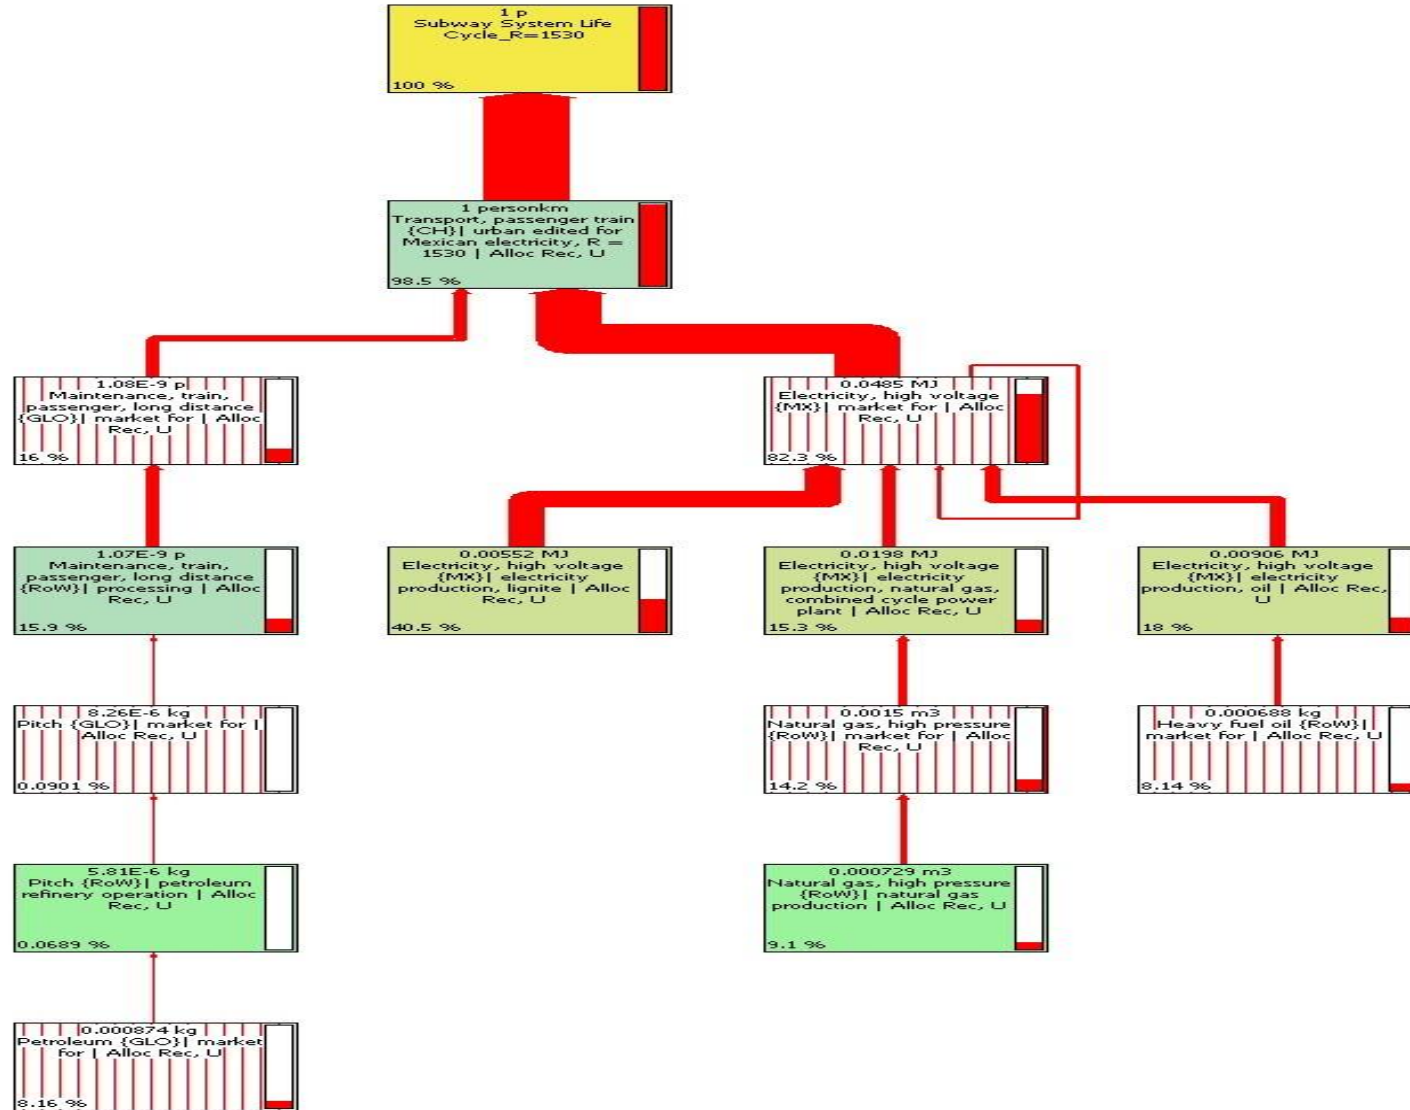 1 p
Subway System Life
Cycle_R=1530
100 %
1 personkm
Transport, passenger train
{CH}| urban edited for
Mexican electricity, R =
1530 | Alloc Rec, U
98.5 %
1.08E-9 p
Maintenance, train,
passenger, long distance
{GLO}| market for | Alloc
Rec, U
16 %
0.0485 MJ
Electricity, high voltage
{MX}| market for | Alloc
Rec, U
82.3 %
1.07E-9 p
Maintenance, train,
passenger, long distance
{RoW}| processing | Alloc
Rec, U
15.9 %
0.00552 MJ
Electricity, high voltage
{MX}| electricity
production, lignite | Alloc
Rec, U
40.5 %
0.0198 MJ
Electricity, high voltage
{MX}| electricity
production, natural gas,
combined cycle power
plant | Alloc Rec, U
15.3 %
0.00906 MJ
Electricity, high voltage
{MX}| electricity
production, oil | Alloc Rec,
U
18 %
8.26E-6 kg
Pitch {GLO}| market for |
Alloc Rec, U
0.0901 %
0.0015 m3
Natural gas, high pressure
{RoW}| market for | Alloc
Rec, U
14.2 %
0.000688 kg
Heavy fuel oil {RoW}|
market for | Alloc Rec, U
8.14 %
5.81E-6 kg
Pitch {RoW}| petroleum
refinery operation | Alloc
Rec, U
0.0689 %
0.000729 m3
Natural gas, high pressure
{RoW}| natural gas
production | Alloc Rec, U
9.1 %
0.000874 kg
Petroleum {GLO}| market
for | Alloc Rec, U
8.16 %